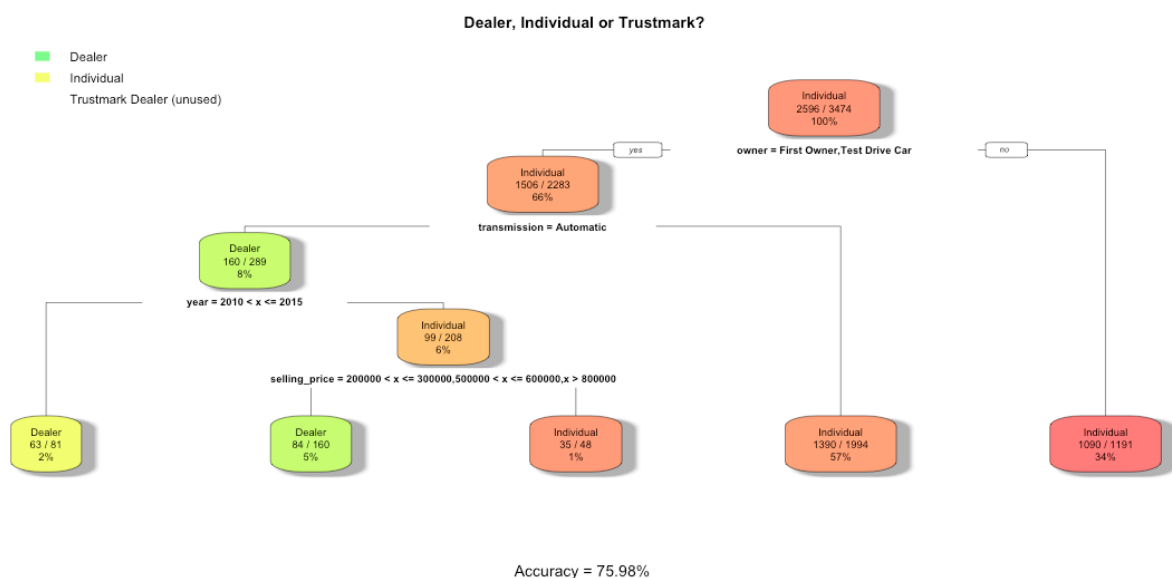 Dealer, Individual or Trustmark?
Dealer
Individual
Trustmark Dealer (unused)
Individual
2596 / 3474
100%
yes
owner = First Owner,Test Drive Car
no
Individual
1506 / 2283
66%
transmission = Automatic
Dealer
160 / 289
8%
year = 2010 < x <= 2015
Individual
99 / 208
6%
selling_price = 200000 < x <= 300000,500000 < x <= 600000,x > 800000
Dealer
63 / 81
2%
Dealer
84 / 160
5%
Individual
35 / 48
1%
Individual
1390 / 1994
57%
Individual
1090 / 1191
34%
Accuracy = 75.98%